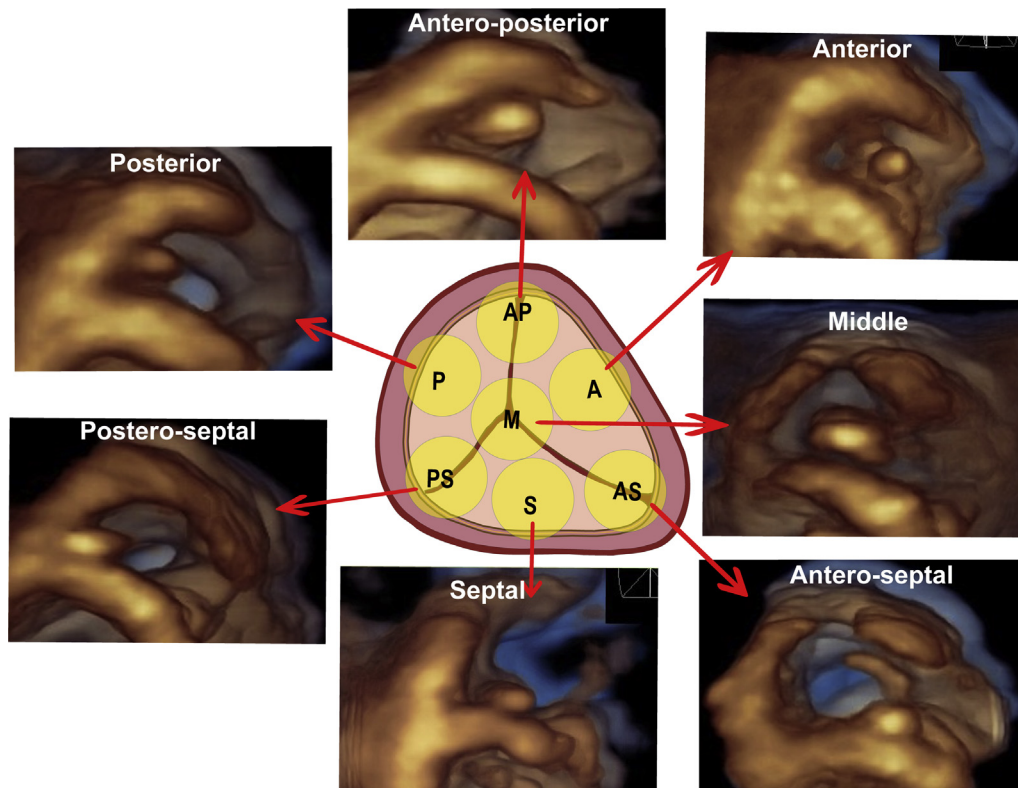 Antero-posterior
Anterior
Posterior
AP
Middle
P
A
M
Postero-septal
PS
AS
S
Septal
Antero-septal